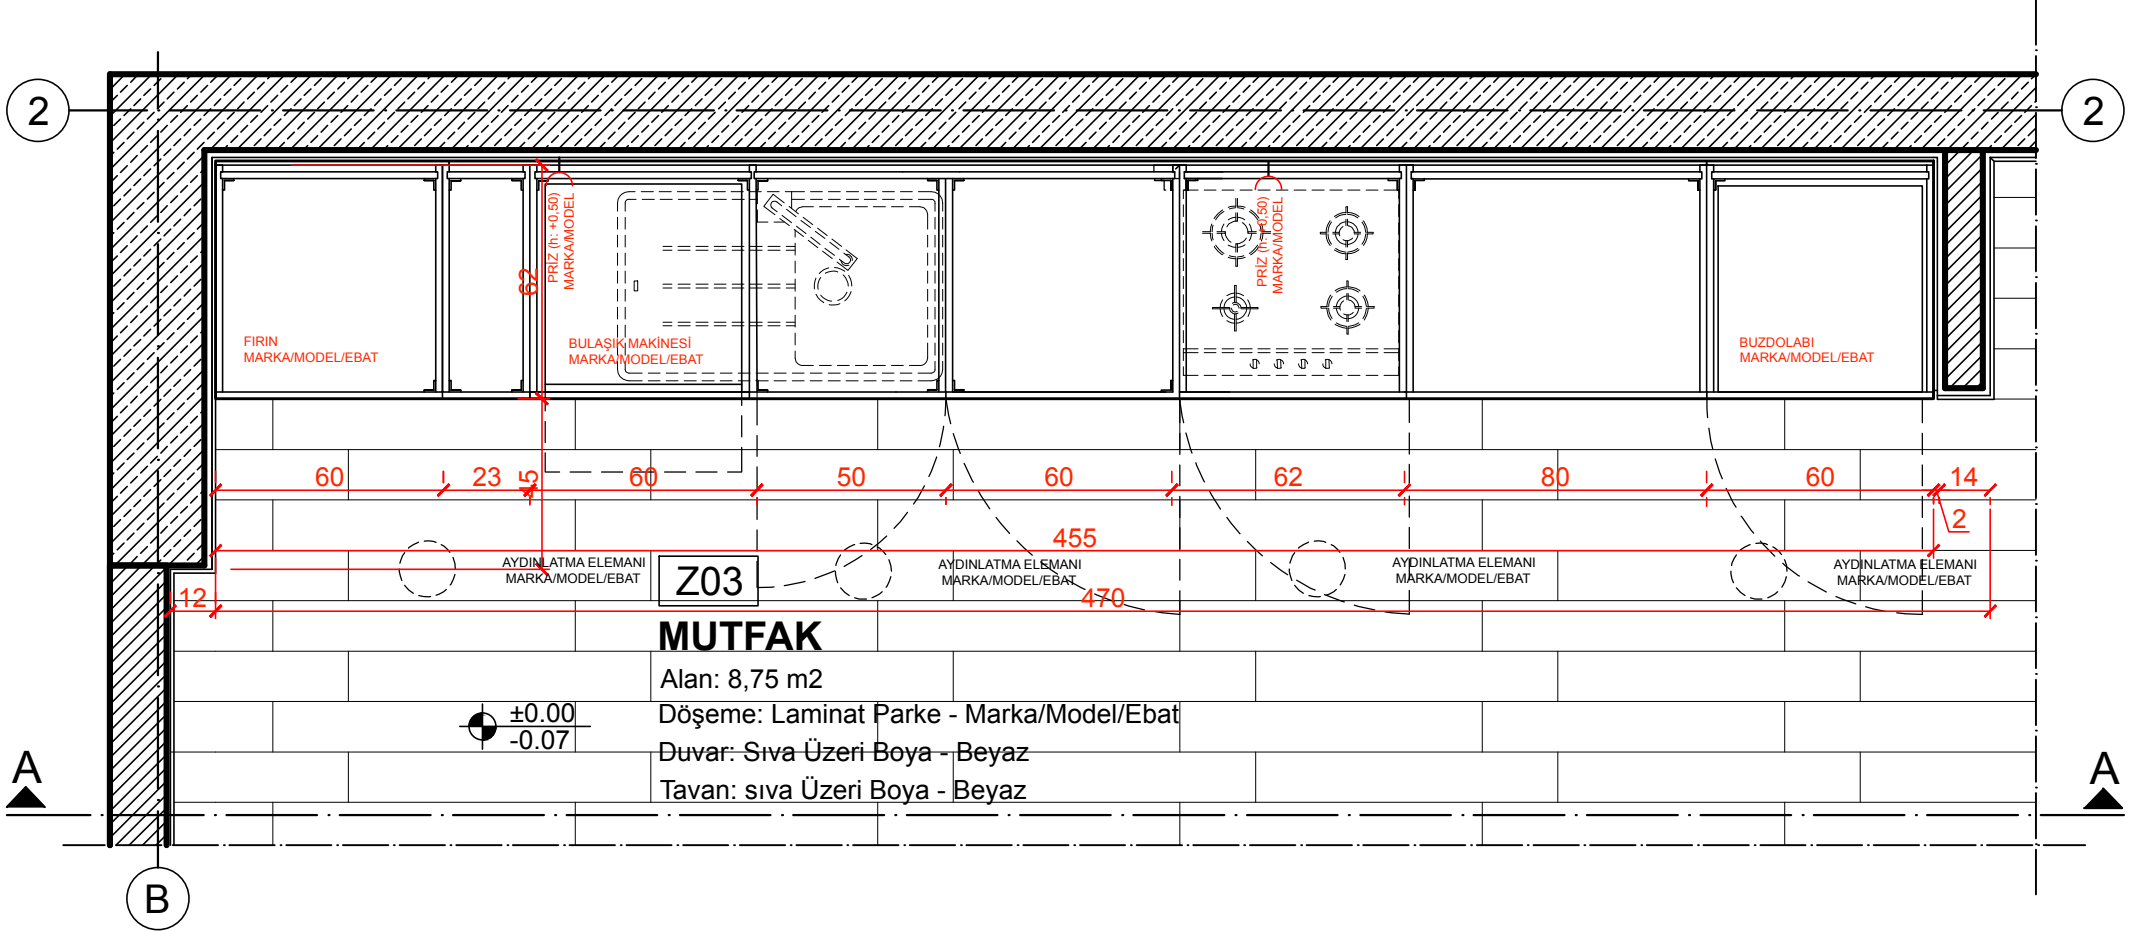 2
2
PRİZ (h: +0,50)
MARKA/MODEL
PRİZ (h: +0,50)
MARKA/MODEL
62
FIRIN
MARKA/MODEL/EBAT
BULAŞIK MAKİNESİ
MARKA/MODEL/EBAT
BUZDOLABI
MARKA/MODEL/EBAT
60
23
45
60
50
60
62
80
60
14
2
455
AYDINLATMA ELEMANI
MARKA/MODEL/EBAT
Z03
AYDINLATMA ELEMANI
MARKA/MODEL/EBAT
AYDINLATMA ELEMANI
MARKA/MODEL/EBAT
AYDINLATMA ELEMANI
MARKA/MODEL/EBAT
12
470
MUTFAK
Alan: 8,75 m2
±0.00
-0.07
Döşeme: Laminat Parke - Marka/Model/Ebat
Duvar: Sıva Üzeri Boya - Beyaz
Tavan: sıva Üzeri Boya - Beyaz
A
A
B